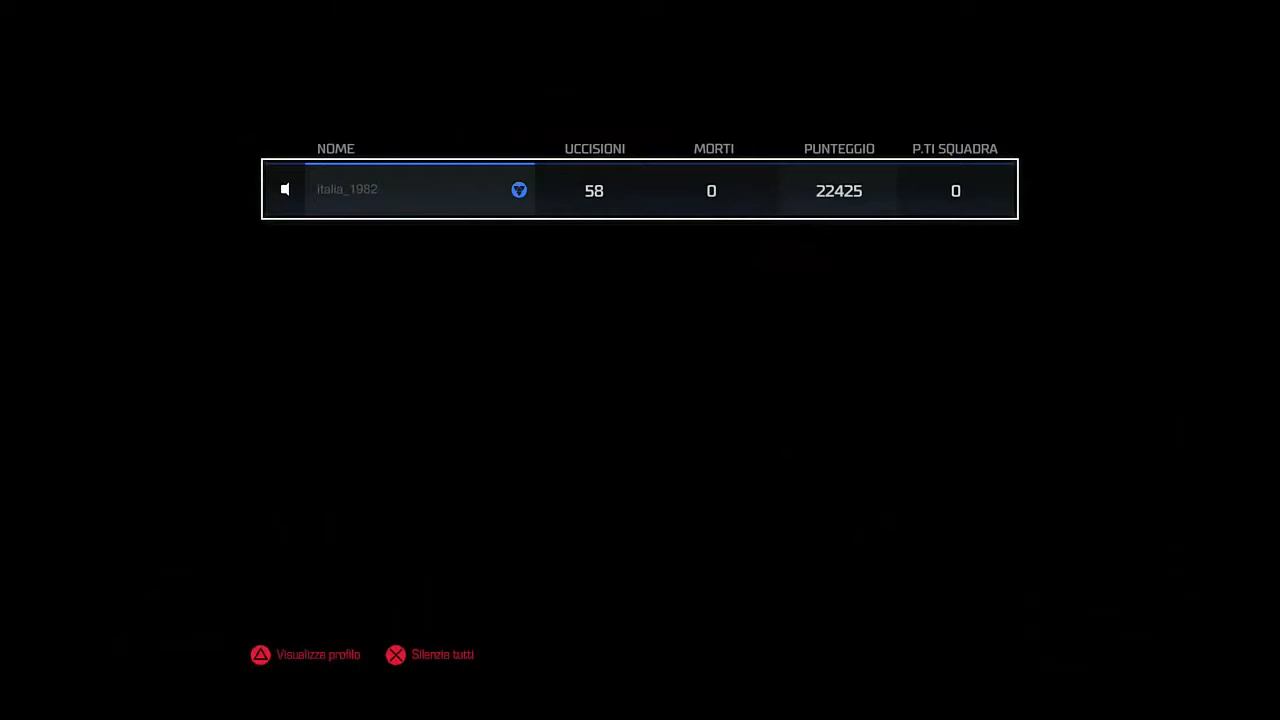 NOME UCCISIONI MORTI PUNTEGGIO P.TI SQUADRA
italia_1982 58 0 22425 0
Visualizza profilo Silenzia tutti